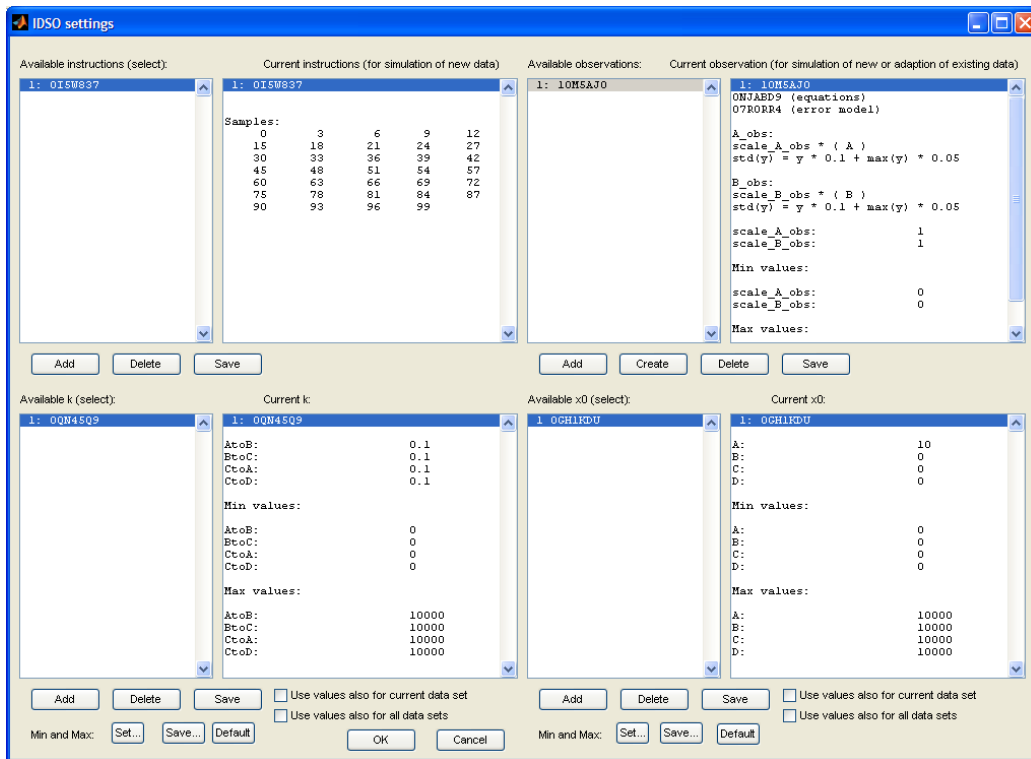 IDSO settings
Available instructions (select):
Current instructions (for simulation of new data)
1: 0I5W837
1: 0I5W837
Samples:
0 3 6 9 12
15 18 21 24 27
30 33 36 39 42
45 48 51 54 57
60 63 66 69 72
75 78 81 84 87
90 93 96 99
Add Delete Save
Available observations:
Current observation (for simulation of new or adaption of existing data)
1: 10M5AJ0
1: 10M5AJ0
0NJABD9 (equations)
07R0RR4 (error model)
A_obs:
scale_A_obs * ( A )
std(y) = y * 0.1 + max(y) * 0.05
B_obs:
scale_B_obs * ( B )
std(y) = y * 0.1 + max(y) * 0.05
scale_A_obs: 1
scale_B_obs: 1
Min values:
scale_A_obs: 0
scale_B_obs: 0
Max values:
Add Create Delete Save
Available k (select):
Current k:
1: 0QN45Q9
1: 0QN45Q9
AtoB: 0.1
BtoC: 0.1
CtoA: 0.1
CtoD: 0.1
Min values:
AtoB: 0
BtoC: 0
CtoA: 0
CtoD: 0
Max values:
AtoB: 10000
BtoC: 10000
CtoA: 10000
CtoD: 10000
Add Delete Save
Use values also for current data set
Use values also for all data sets
Min and Max: Set... Save... Default
OK Cancel
Available x0 (select):
Current x0:
1 0GH1KDU
1: 0GH1KDU
A: 10
B: 0
C: 0
D: 0
Min values:
A: 0
B: 0
C: 0
D: 0
Max values:
A: 10000
B: 10000
C: 10000
D: 10000
Add Delete Save
Use values also for current data set
Use values also for all data sets
Min and Max: Set... Save... Default